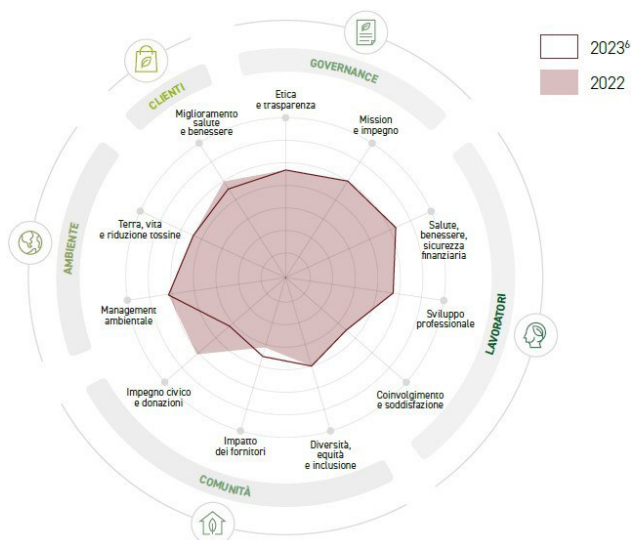 2023⁶
2022
GOVERNANCE
CLIENTI
AMBIENTE
COMUNITÀ
LAVORATORI
Etica
e trasparenza
Mission
e impegno
Salute,
benessere,
sicurezza
finanziaria
Sviluppo
professionale
Coinvolgimento
e soddisfazione
Diversità,
equità
e inclusione
Impatto
dei fornitori
Impegno civico
e donazioni
Management
ambientale
Terra, vita
e riduzione tossine
Miglioramento
salute
e benessere